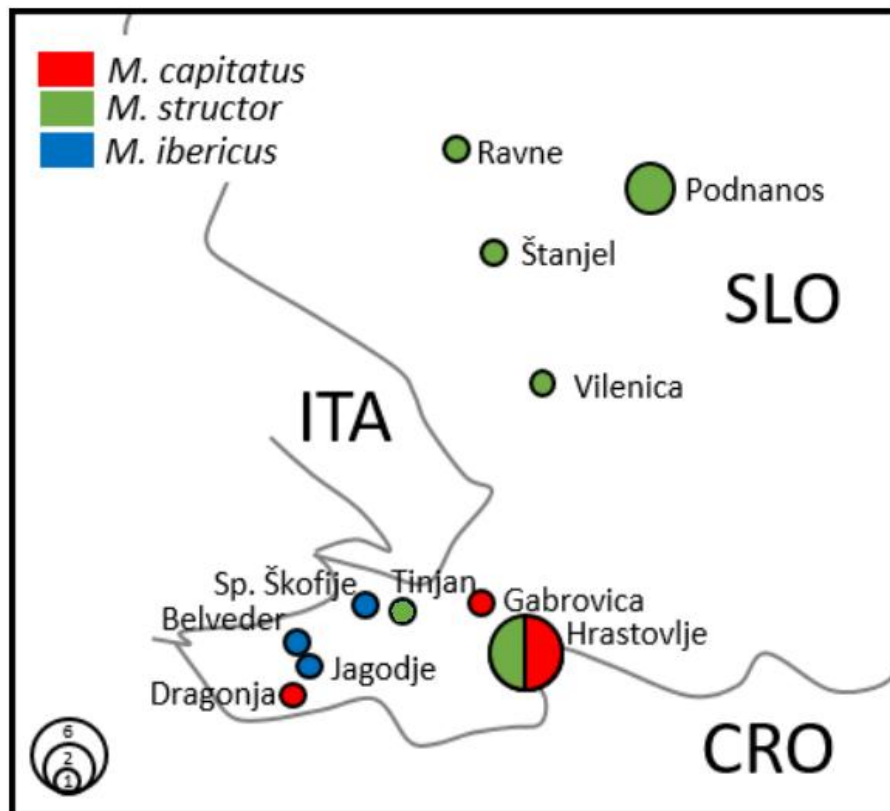 M. capitatus
M. structor
M. ibericus
Ravne
Podnanos
Štanjel
SLO
Vilenica
ITA
Sp. Škofije
Tinjan
Gabrovica
Belveder
Hrastovlje
Jagodje
Dragonja
CRO
6
2
1